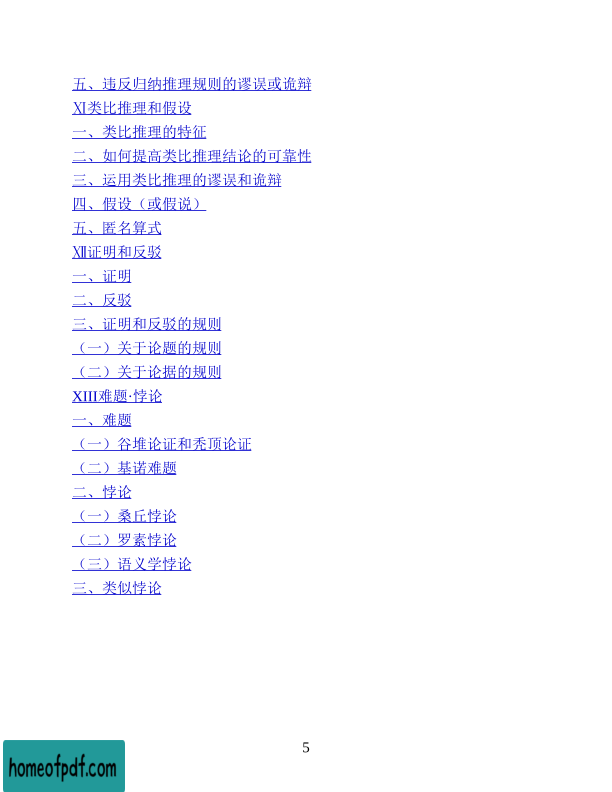 五、违反归纳推理规则的谬误或诡辩
Ⅺ类比推理和假设
一、类比推理的特征
二、如何提高类比推理结论的可靠性
三、运用类比推理的谬误和诡辩
四、假设（或假说）
五、匿名算式
Ⅻ证明和反驳
一、证明
二、反驳
三、证明和反驳的规则
（一）关于论题的规则
（二）关于论据的规则
XIII难题·悖论
一、难题
（一）谷堆论证和秃顶论证
（二）基诺难题
二、悖论
（一）桑丘悖论
（二）罗素悖论
（三）语义学悖论
三、类似悖论
5
homeofpdf.com